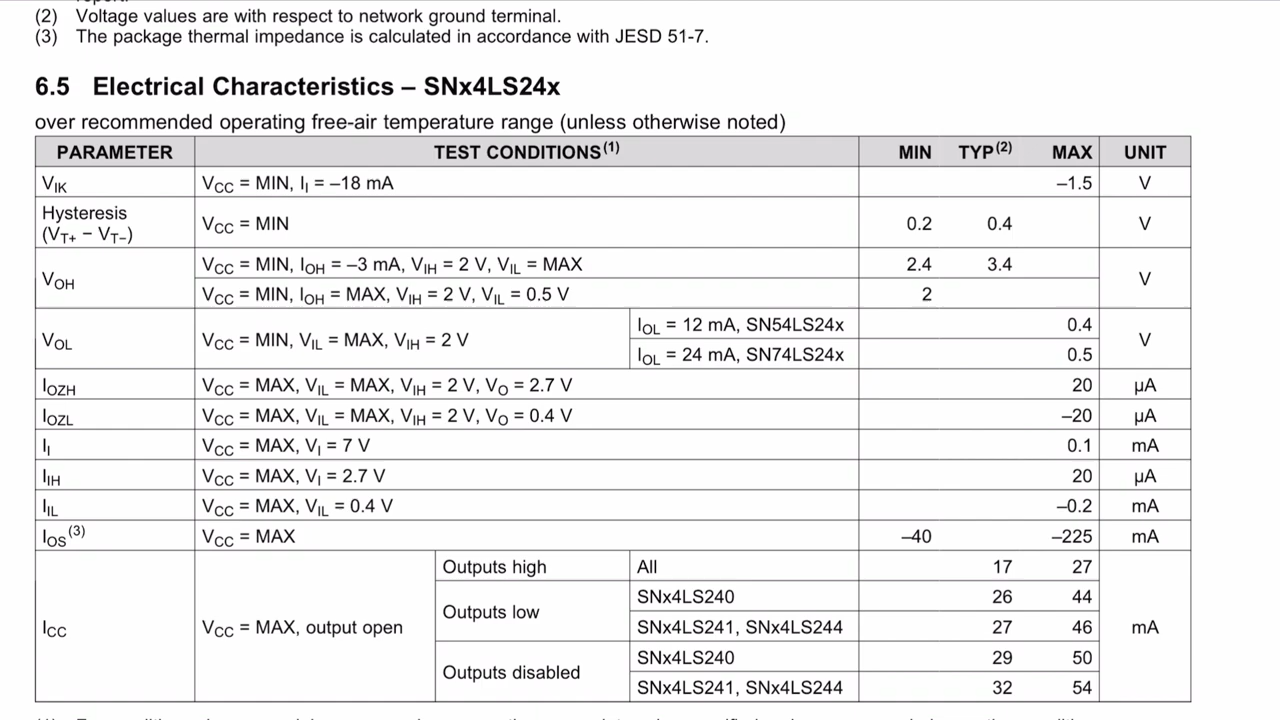 (2) Voltage values are with respect to network ground terminal.
(3) The package thermal impedance is calculated in accordance with JESD 51-7.
6.5 Electrical Characteristics – SNx4LS24x
over recommended operating free-air temperature range (unless otherwise noted)
PARAMETER TEST CONDITIONS(1) MIN TYP(2) MAX UNIT
VIK VCC = MIN, II = –18 mA –1.5 V
Hysteresis
(VT+ − VT−) VCC = MIN 0.2 0.4 V
VOH VCC = MIN, IOH = –3 mA, VIH = 2 V, VIL = MAX 2.4 3.4 V
VCC = MIN, IOH = MAX, VIH = 2 V, VIL = 0.5 V 2
VOL VCC = MIN, VIL = MAX, VIH = 2 V IOL = 12 mA, SN54LS24x 0.4 V
IOL = 24 mA, SN74LS24x 0.5
IOZH VCC = MAX, VIL = MAX, VIH = 2 V, VO = 2.7 V 20 µA
IOZL VCC = MAX, VIL = MAX, VIH = 2 V, VO = 0.4 V –20 µA
II VCC = MAX, VI = 7 V 0.1 mA
IIH VCC = MAX, VI = 2.7 V 20 µA
IIL VCC = MAX, VIL = 0.4 V –0.2 mA
IOS(3) VCC = MAX –40 –225 mA
ICC VCC = MAX, output open Outputs high All 17 27 mA
Outputs low SNx4LS240 26 44
SNx4LS241, SNx4LS244 27 46
Outputs disabled SNx4LS240 29 50
SNx4LS241, SNx4LS244 32 54